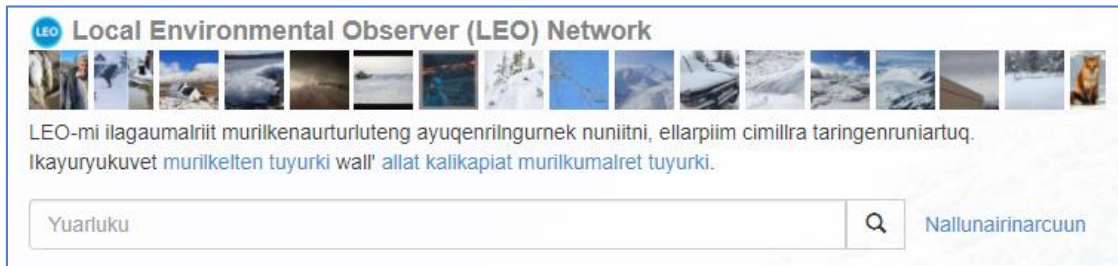 LEO Local Environmental Observer (LEO) Network
LEO-mi ilagaumalriit murilkenaurturluteng ayuqenrilngurnek nuniitni, ellarpiim cimillra taringenruniartuq.
Ikayuryukuvet murilkelten tuyurki wall' allat kalikapiat murilkumalret tuyurki.
Yuarluku Nallunairinarcuun